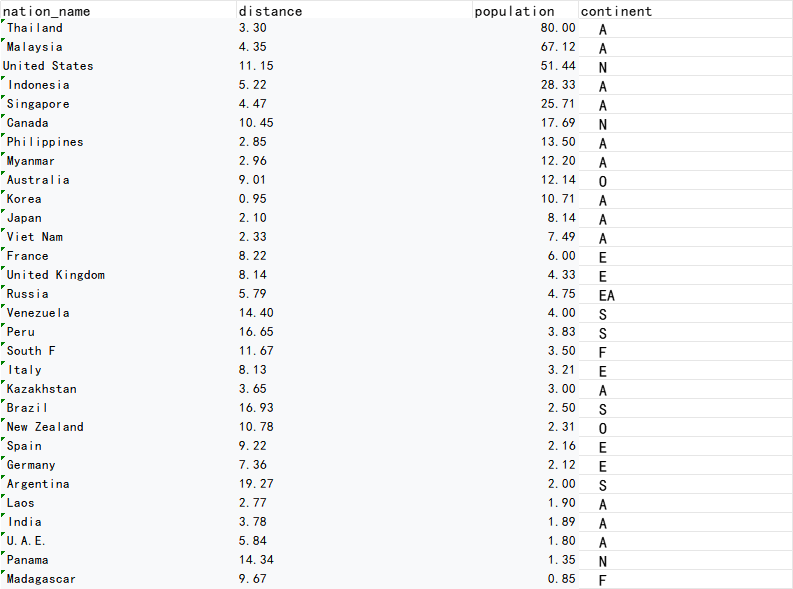 nation_name distance population continent
Thailand 3.30 80.00 A
Malaysia 4.35 67.12 A
United States 11.15 51.44 N
Indonesia 5.22 28.33 A
Singapore 4.47 25.71 A
Canada 10.45 17.69 N
Philippines 2.85 13.50 A
Myanmar 2.96 12.20 A
Australia 9.01 12.14 O
Korea 0.95 10.71 A
Japan 2.10 8.14 A
Viet Nam 2.33 7.49 A
France 8.22 6.00 E
United Kingdom 8.14 4.33 E
Russia 5.79 4.75 EA
Venezuela 14.40 4.00 S
Peru 16.65 3.83 S
South F 11.67 3.50 F
Italy 8.13 3.21 E
Kazakhstan 3.65 3.00 A
Brazil 16.93 2.50 S
New Zealand 10.78 2.31 O
Spain 9.22 2.16 E
Germany 7.36 2.12 E
Argentina 19.27 2.00 S
Laos 2.77 1.90 A
India 3.78 1.89 A
U.A.E. 5.84 1.80 A
Panama 14.34 1.35 N
Madagascar 9.67 0.85 F